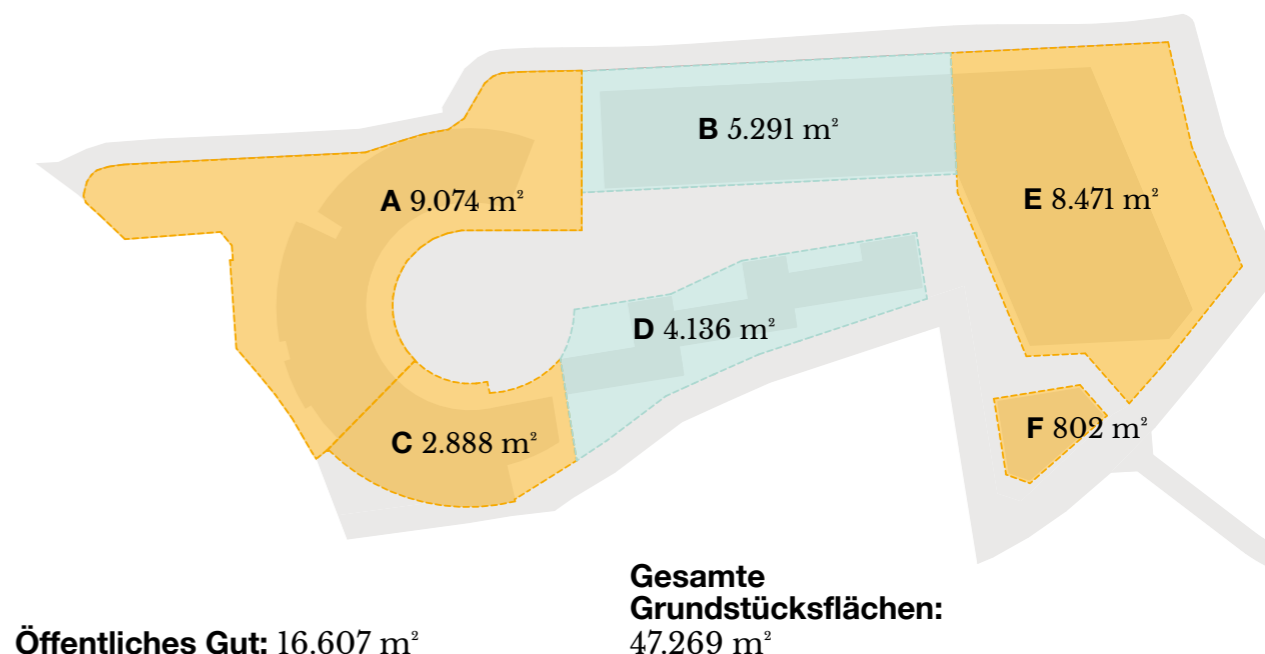 B 5.291 m²
A 9.074 m²
E 8.471 m²
D 4.136 m²
C 2.888 m²
F 802 m²
Gesamte
Grundstücksflächen:
47.269 m²
Öffentliches Gut: 16.607 m²